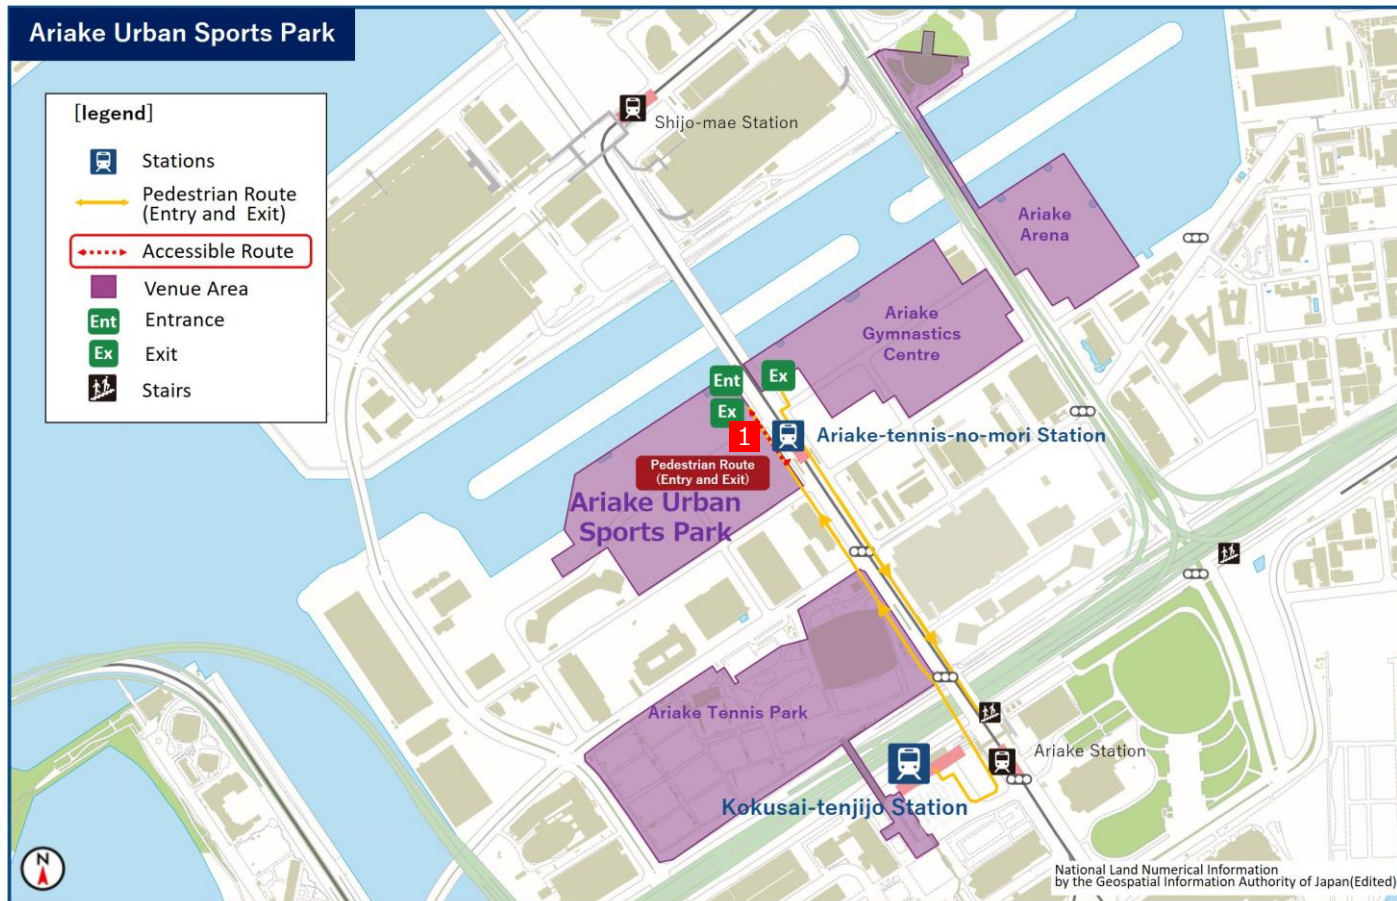 Ariake Urban Sports Park
[legend]
Stations
Pedestrian Route
(Entry and Exit)
Accessible Route
Venue Area
Ent
Entrance
Ex
Exit
Stairs
Shijo-mae Station
Ariake
Arena
Ariake
Gymnastics
Centre
Ent
Ex
Ex
1
Ariake-tennis-no-mori Station
Pedestrian Route
(Entry and Exit)
Ariake Urban
Sports Park
Ariake Tennis Park
Ariake Station
Kokusai-tenjijo Station
N
National Land Numerical Information
by the Geospatial Information Authority of Japan(Edited)